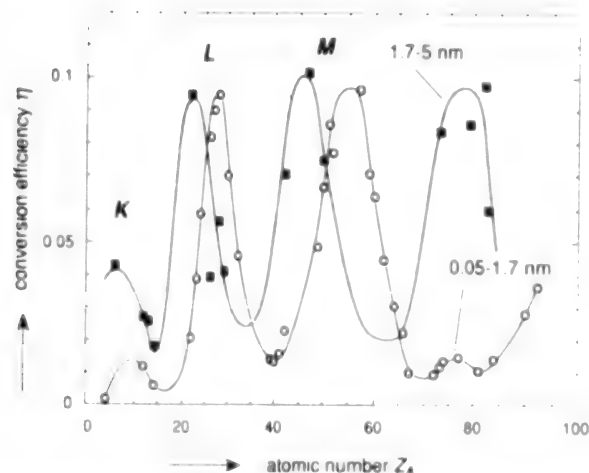 K
L
M
1.7-5 nm
0.05-1.7 nm
conversion efficiency η
0.1
0.05
0
0
20
40
60
80
100
atomic number Z_A